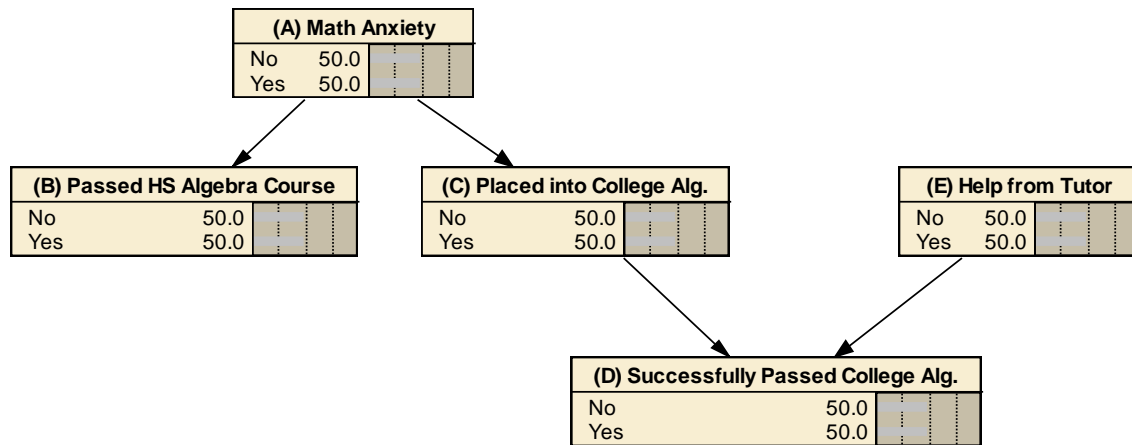 (A) Math Anxiety
No 50.0
Yes 50.0
(B) Passed HS Algebra Course
No 50.0
Yes 50.0
(C) Placed into College Alg.
No 50.0
Yes 50.0
(E) Help from Tutor
No 50.0
Yes 50.0
(D) Successfully Passed College Alg.
No 50.0
Yes 50.0